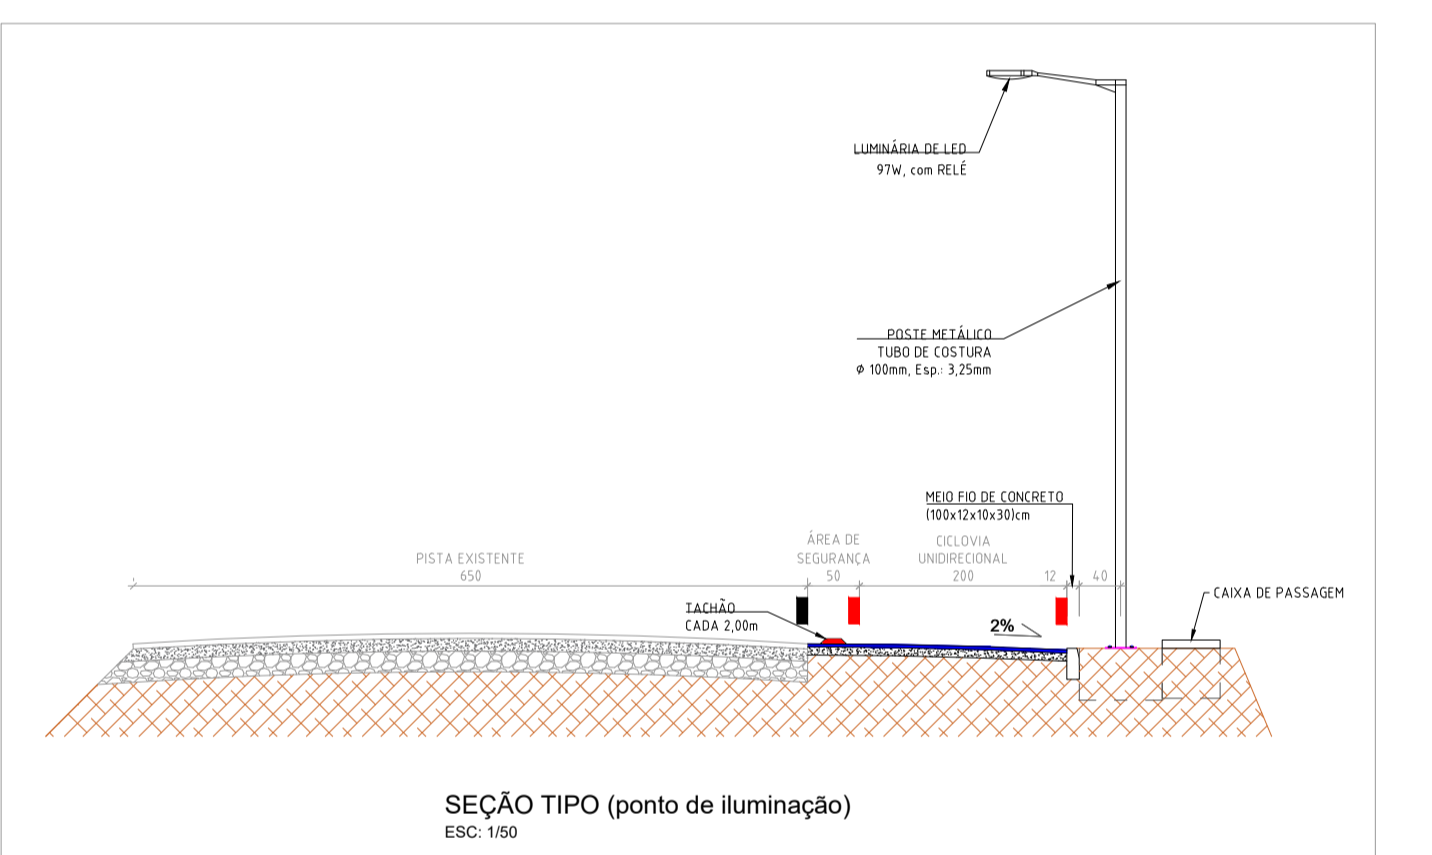 LUMINÁRIA DE LED
97W, com RELÉ
POSTE METÁLICO
TUBO DE COSTURA
Ø 100mm, Esp.: 3,25mm
MEIO FIO DE CONCRETO
(100x12x10x30)cm
PISTA EXISTENTE
650
ÁREA DE
SEGURANÇA
50
CICLOVIA
UNIDIRECIONAL
200
12
40
CAIXA DE PASSAGEM
TACHÃO
CADA 2,00m
2%
SEÇÃO TIPO (ponto de iluminação)
ESC: 1/50